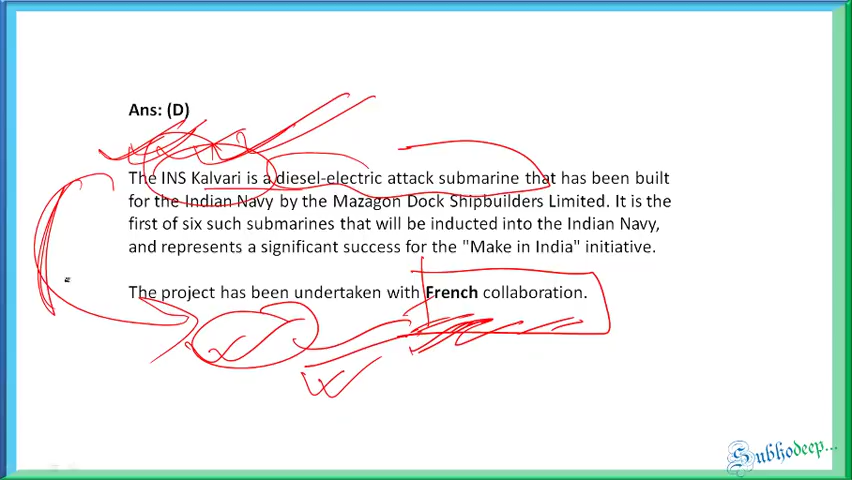 Ans: (D)
The INS Kalvari is a diesel-electric attack submarine that has been built
for the Indian Navy by the Mazagon Dock Shipbuilders Limited. It is the
first of six such submarines that will be inducted into the Indian Navy,
and represents a significant success for the "Make in India" initiative.
The project has been undertaken with French collaboration.
Subhodeep...